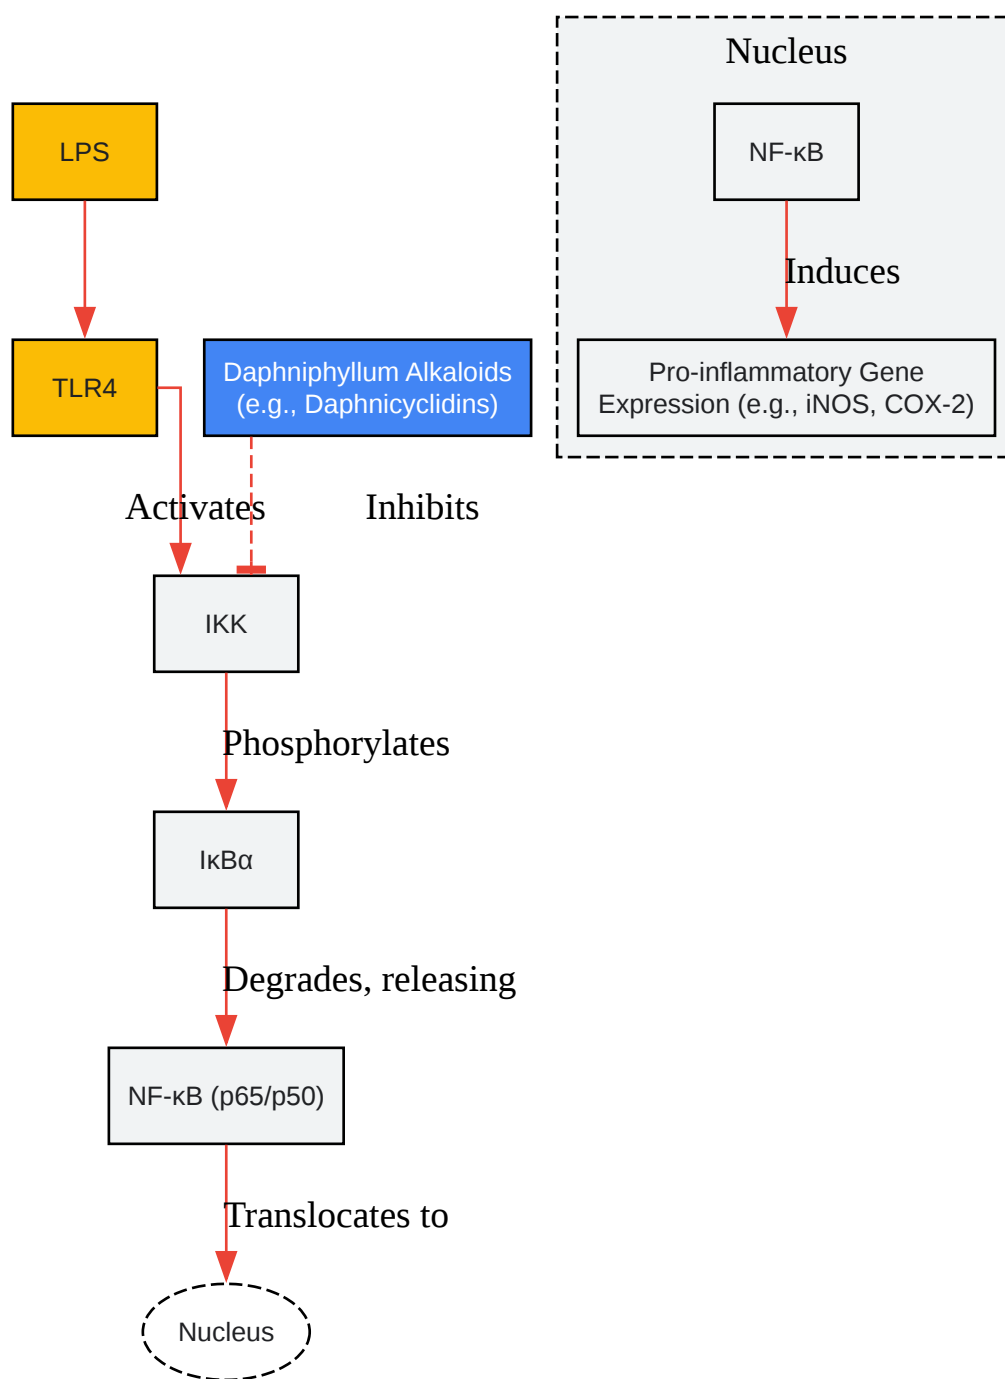 Nucleus
LPS
NF-κB
Induces
TLR4
Daphniphyllum Alkaloids
(e.g., Daphnicyclidins)
Pro-inflammatory Gene
Expression (e.g., iNOS, COX-2)
Activates
Inhibits
IKK
Phosphorylates
IκBα
Degrades, releasing
NF-κB (p65/p50)
Translocates to
Nucleus